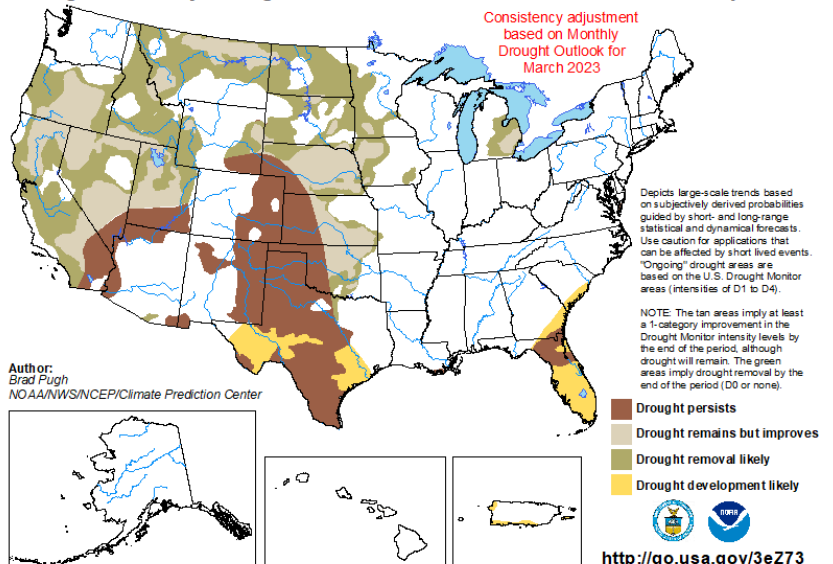 Consistency adjustment
based on Monthly
Drought Outlook for
March 2023
Depicts large-scale trends based
on subjectively derived probabilities
guided by short- and long-range
statistical and dynamical forecasts.
Use caution for applications that
can be affected by short lived events.
"Ongoing" drought areas are
based on the U.S. Drought Monitor
areas (intensities of D1 to D4).
NOTE: The tan areas imply at least
a 1-category improvement in the
Drought Monitor intensity levels by
the end of the period, although
drought will remain. The green
areas imply drought removal by the
end of the period (D0 or none).
Author:
Brad Pugh
NOAA/NWS/NCEP/Climate Prediction Center
Drought persists
Drought remains but improves
Drought removal likely
Drought development likely
NOAA
http://go.usa.gov/3eZ73